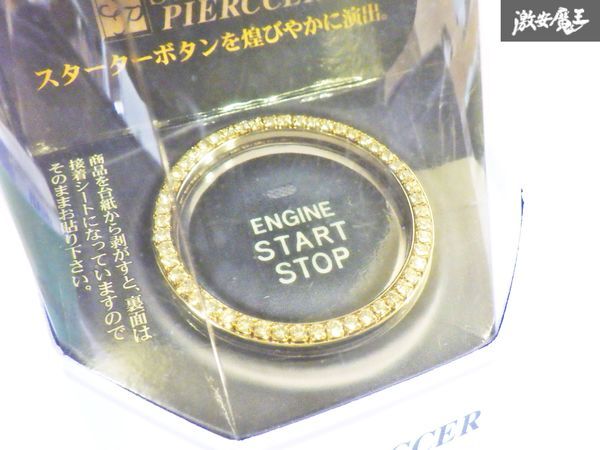 激安魔王
PIERCCER
スターターボタンを煌びやかに演出。
商品を台紙から剥がすと、裏面は
接着シートになっていますので
そのままお貼り下さい。
ENGINE
START
STOP
CCER